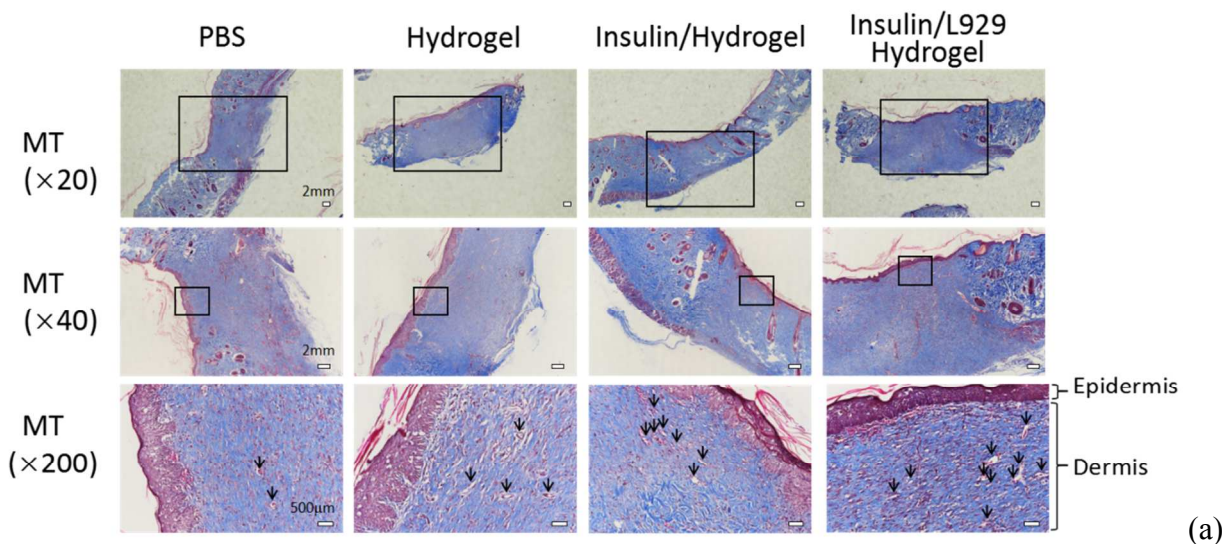 PBS Hydrogel Insulin/Hydrogel Insulin/L929
Hydrogel
MT
(×20)
2mm
MT
(×40)
2mm
MT
(×200)
500μm
Epidermis
Dermis
(a)